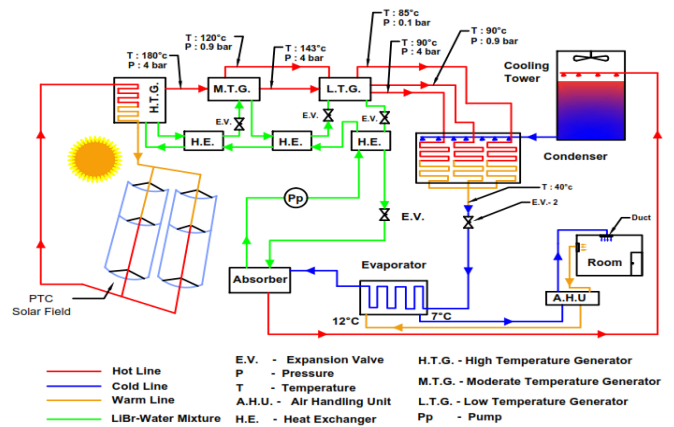 T : 85°c
P : 0.1 bar
T : 120°c
P : 0.9 bar
T : 90°c
P : 0.9 bar
T : 143°c
P : 4 bar
T : 90°c
P : 4 bar
T : 180°c
P : 4 bar
Cooling
Tower
H.T.G.
M.T.G.
L.T.G.
E.V.
E.V.
E.V.
H.E.
H.E.
H.E.
Condenser
T : 40°c
E.V.- 2
Pp
E.V.
Duct
Room
PTC
Solar Field
Absorber
Evaporator
A.H.U
12°C
7°C
Hot Line
Cold Line
Warm Line
LiBr-Water Mixture
E.V. - Expansion Valve
P - Pressure
T - Temperature
A.H.U. - Air Handling Unit
H.E. - Heat Exchanger
H.T.G. - High Temperature Generator
M.T.G. - Moderate Temperature Generator
L.T.G. - Low Temperature Generator
Pp - Pump